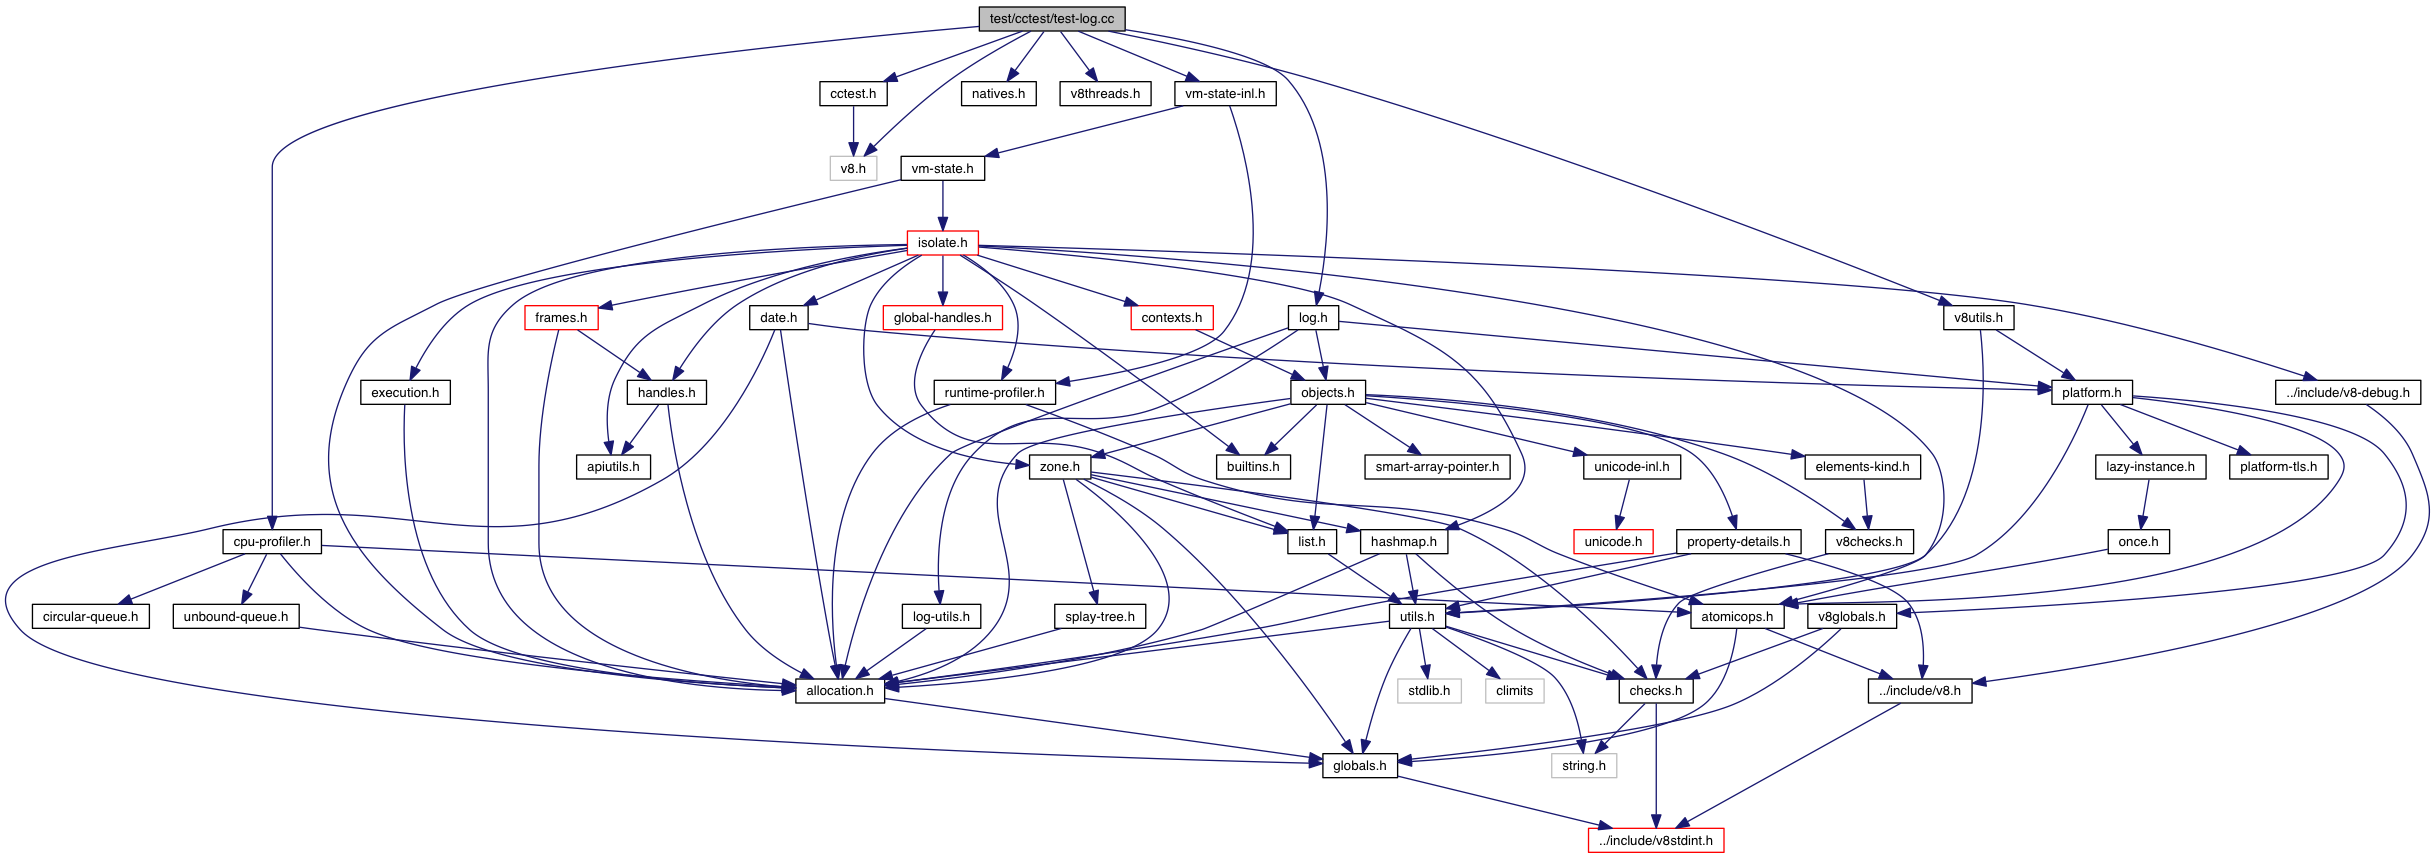 test/cctest/test-log.cc
cctest.h
natives.h
v8threads.h
vm-state-inl.h
v8.h
vm-state.h
isolate.h
frames.h
date.h
global-handles.h
contexts.h
log.h
v8utils.h
execution.h
handles.h
runtime-profiler.h
objects.h
platform.h
../include/v8-debug.h
apiutils.h
zone.h
builtins.h
smart-array-pointer.h
unicode-inl.h
elements-kind.h
lazy-instance.h
platform-tls.h
cpu-profiler.h
list.h
hashmap.h
unicode.h
property-details.h
v8checks.h
once.h
circular-queue.h
unbound-queue.h
log-utils.h
splay-tree.h
utils.h
atomicops.h
v8globals.h
allocation.h
stdlib.h
climits
checks.h
../include/v8.h
globals.h
string.h
../include/v8stdint.h